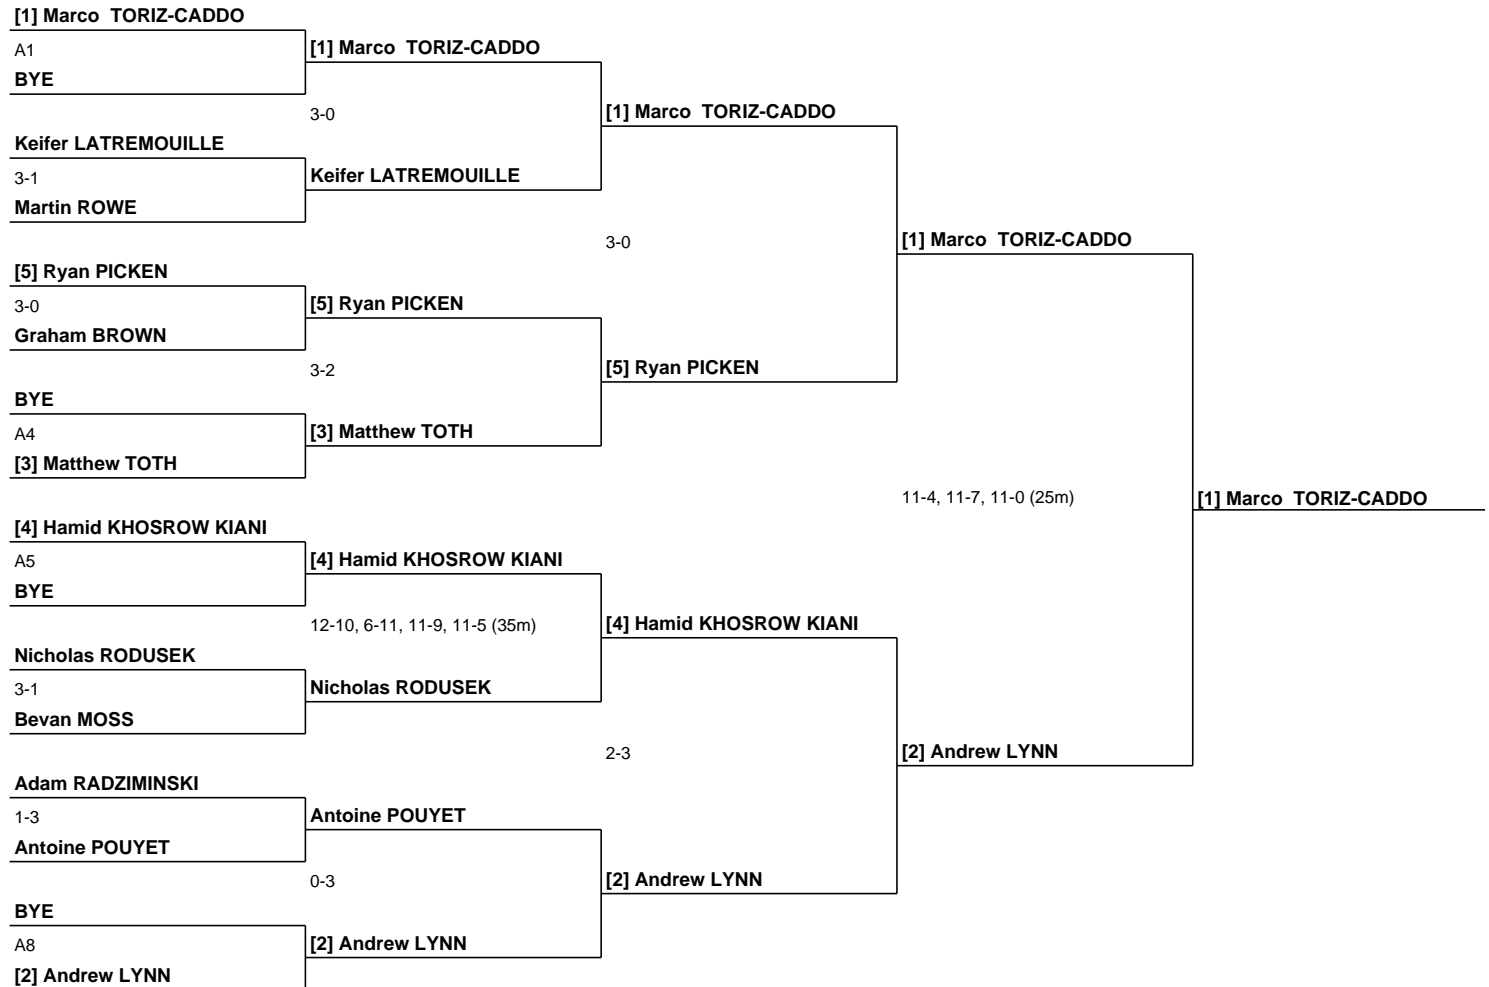 [1] Marco  TORIZ-CADDO
A1
BYE
Keifer LATREMOUILLE
3-1
Martin ROWE
[5] Ryan PICKEN
3-0
Graham BROWN
BYE
A4
[3] Matthew TOTH
[4] Hamid KHOSROW KIANI
A5
BYE
Nicholas RODUSEK
3-1
Bevan MOSS
Adam RADZIMINSKI
1-3
Antoine POUYET
BYE
A8
[2] Andrew LYNN
[1] Marco  TORIZ-CADDO
3-0
Keifer LATREMOUILLE
[5] Ryan PICKEN
3-2
[3] Matthew TOTH
[4] Hamid KHOSROW KIANI
12-10, 6-11, 11-9, 11-5 (35m)
Nicholas RODUSEK
Antoine POUYET
0-3
[2] Andrew LYNN
[1] Marco  TORIZ-CADDO
3-0
[5] Ryan PICKEN
[4] Hamid KHOSROW KIANI
2-3
[2] Andrew LYNN
[1] Marco  TORIZ-CADDO
11-4, 11-7, 11-0 (25m)
[2] Andrew LYNN
[1] Marco  TORIZ-CADDO